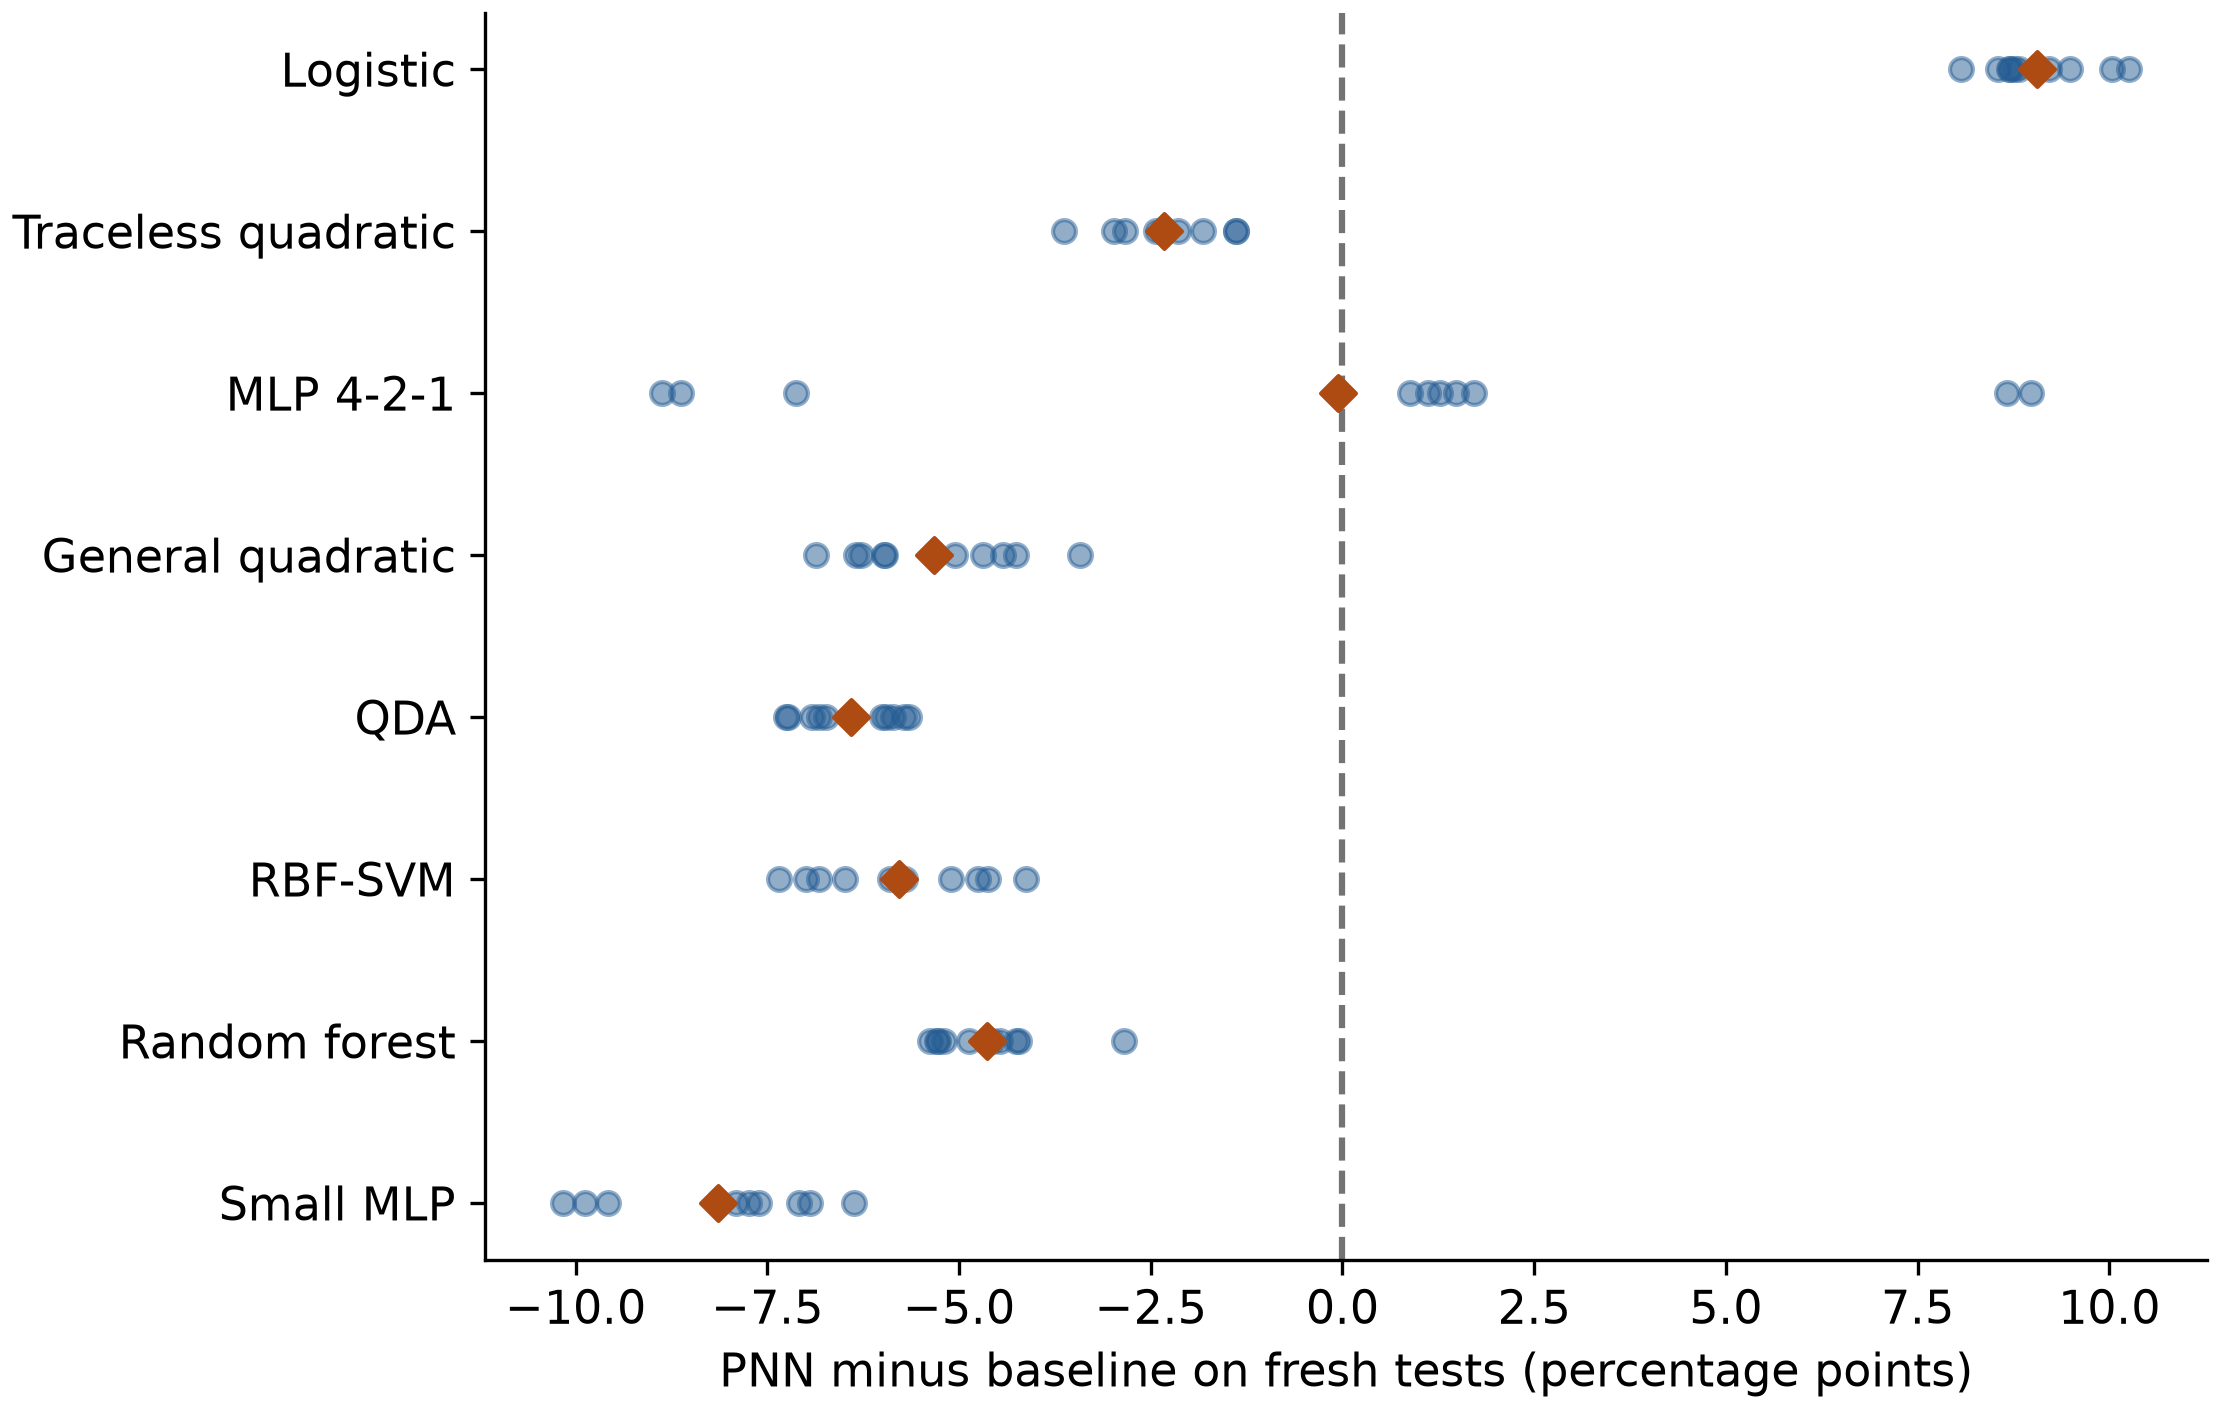 Logistic
Traceless quadratic
MLP 4-2-1
General quadratic
QDA
RBF-SVM
Random forest
Small MLP
−10.0 −7.5 −5.0 −2.5 0.0 2.5 5.0 7.5 10.0
PNN minus baseline on fresh tests (percentage points)